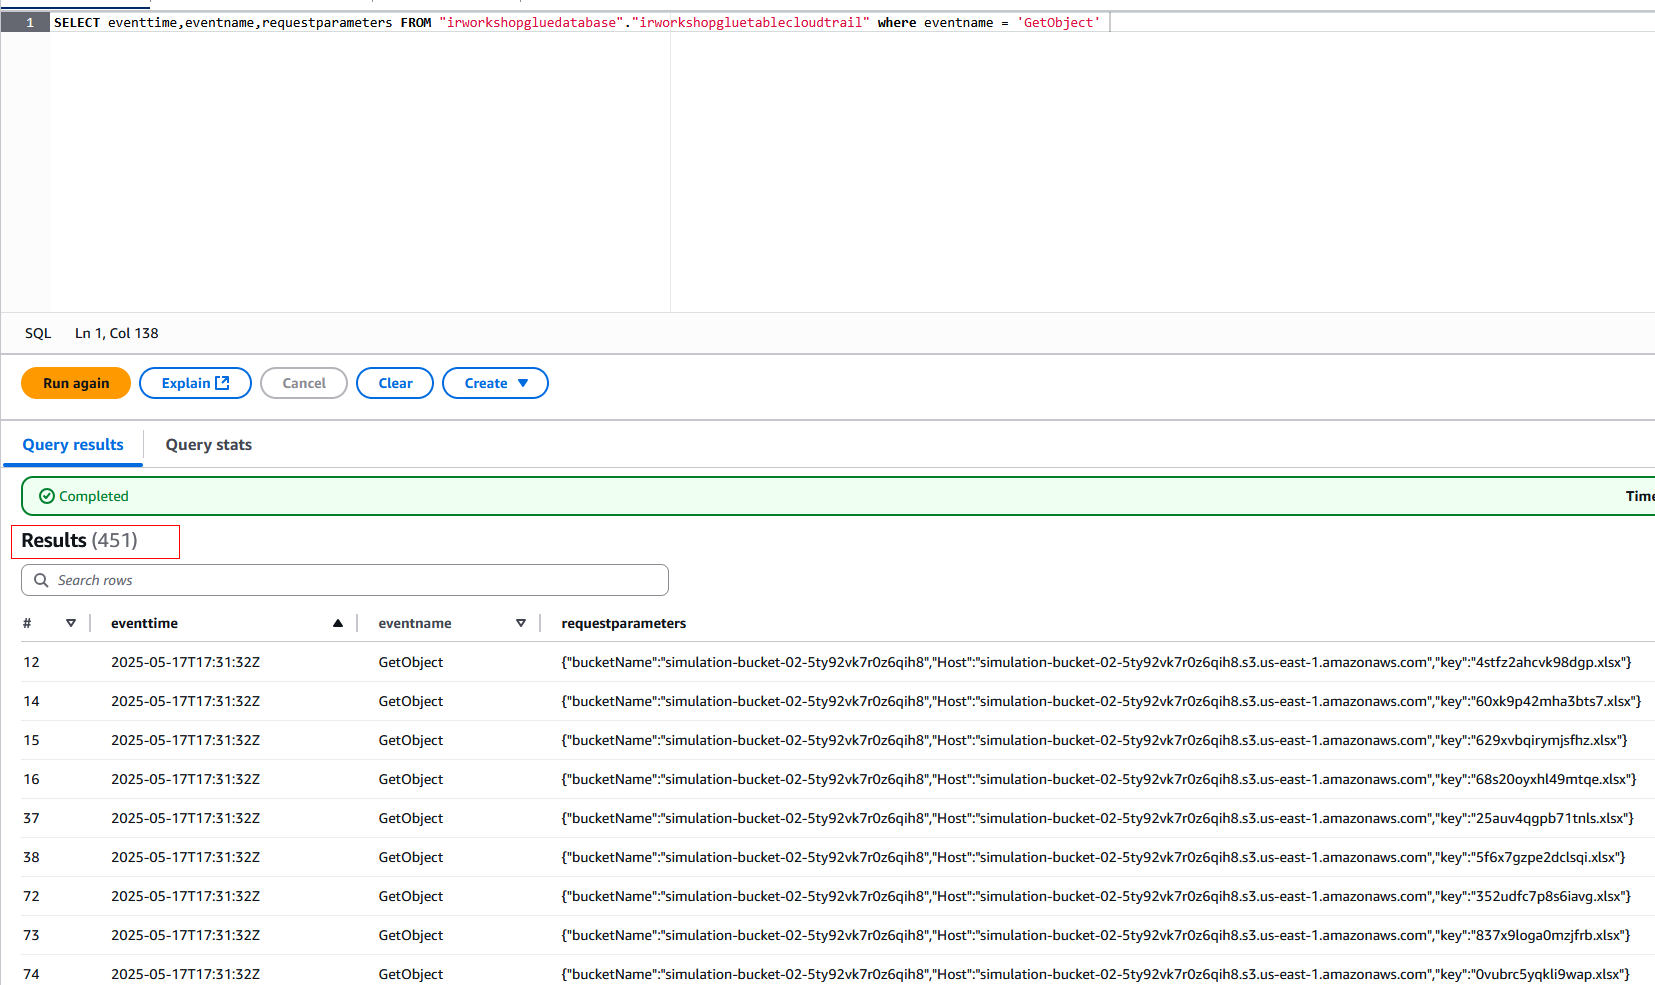 1 SELECT eventtime,eventname,requestparameters FROM "irworkshopgluedatabase"."irworkshopgluetablecloudtrail" where eventname = 'GetObject'
SQL Ln 1, Col 138
Run again Explain Cancel Clear Create
Query results Query stats
Completed Time
Results (451)
Search rows
# eventtime eventname requestparameters
12 2025-05-17T17:31:32Z GetObject {"bucketName":"simulation-bucket-02-5ty92vk7r0z6qih8","Host":"simulation-bucket-02-5ty92vk7r0z6qih8.s3.us-east-1.amazonaws.com","key":"4stfz2ahcvk98dgp.xlsx"}
14 2025-05-17T17:31:32Z GetObject {"bucketName":"simulation-bucket-02-5ty92vk7r0z6qih8","Host":"simulation-bucket-02-5ty92vk7r0z6qih8.s3.us-east-1.amazonaws.com","key":"60xk9p42mha3bts7.xlsx"}
15 2025-05-17T17:31:32Z GetObject {"bucketName":"simulation-bucket-02-5ty92vk7r0z6qih8","Host":"simulation-bucket-02-5ty92vk7r0z6qih8.s3.us-east-1.amazonaws.com","key":"629xvbqirymjsfhz.xlsx"}
16 2025-05-17T17:31:32Z GetObject {"bucketName":"simulation-bucket-02-5ty92vk7r0z6qih8","Host":"simulation-bucket-02-5ty92vk7r0z6qih8.s3.us-east-1.amazonaws.com","key":"68s20oyxhl49mtqe.xlsx"}
37 2025-05-17T17:31:32Z GetObject {"bucketName":"simulation-bucket-02-5ty92vk7r0z6qih8","Host":"simulation-bucket-02-5ty92vk7r0z6qih8.s3.us-east-1.amazonaws.com","key":"25auv4qgpb71tnls.xlsx"}
38 2025-05-17T17:31:32Z GetObject {"bucketName":"simulation-bucket-02-5ty92vk7r0z6qih8","Host":"simulation-bucket-02-5ty92vk7r0z6qih8.s3.us-east-1.amazonaws.com","key":"5f6x7gzpe2dclsqi.xlsx"}
72 2025-05-17T17:31:32Z GetObject {"bucketName":"simulation-bucket-02-5ty92vk7r0z6qih8","Host":"simulation-bucket-02-5ty92vk7r0z6qih8.s3.us-east-1.amazonaws.com","key":"352udfc7p8s6iavg.xlsx"}
73 2025-05-17T17:31:32Z GetObject {"bucketName":"simulation-bucket-02-5ty92vk7r0z6qih8","Host":"simulation-bucket-02-5ty92vk7r0z6qih8.s3.us-east-1.amazonaws.com","key":"837x9loga0mzjfrb.xlsx"}
74 2025-05-17T17:31:32Z GetObject {"bucketName":"simulation-bucket-02-5ty92vk7r0z6qih8","Host":"simulation-bucket-02-5ty92vk7r0z6qih8.s3.us-east-1.amazonaws.com","key":"0vubrc5yqkli9wap.xlsx"}